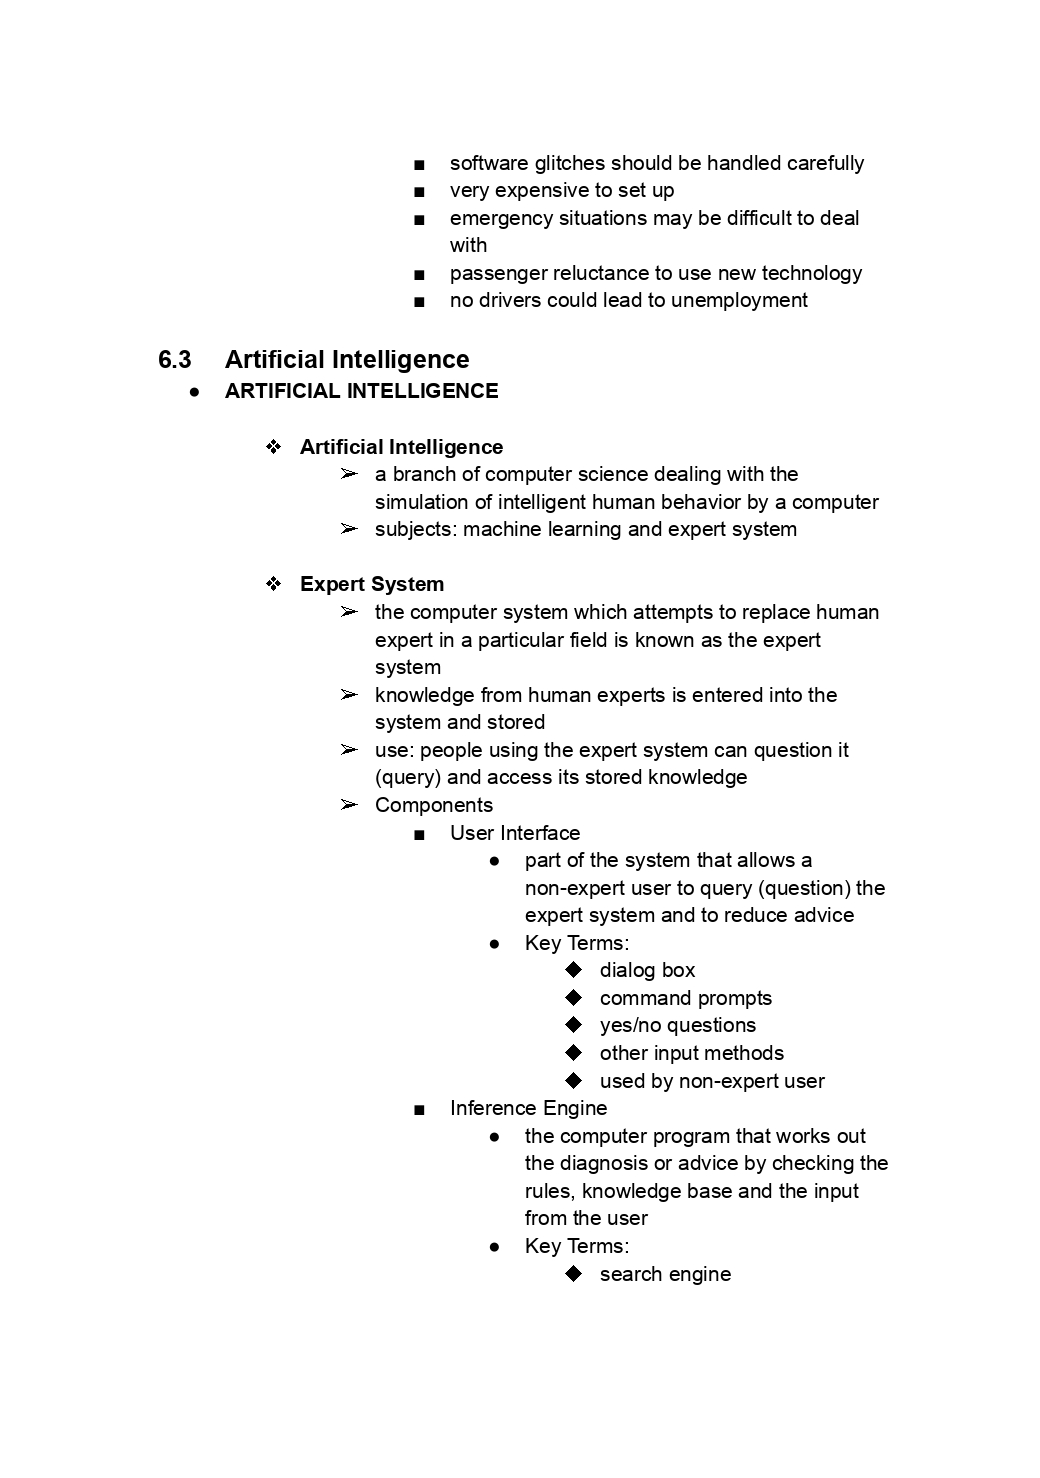 ■ software glitches should be handled carefully
■ very expensive to set up
■ emergency situations may be difficult to deal
with
■ passenger reluctance to use new technology
■ no drivers could lead to unemployment
6.3 Artificial Intelligence
● ARTIFICIAL INTELLIGENCE
❖ Artificial Intelligence
➢ a branch of computer science dealing with the
simulation of intelligent human behavior by a computer
➢ subjects: machine learning and expert system
❖ Expert System
➢ the computer system which attempts to replace human
expert in a particular field is known as the expert
system
➢ knowledge from human experts is entered into the
system and stored
➢ use: people using the expert system can question it
(query) and access its stored knowledge
➢ Components
■ User Interface
● part of the system that allows a
non-expert user to query (question) the
expert system and to reduce advice
● Key Terms:
◆ dialog box
◆ command prompts
◆ yes/no questions
◆ other input methods
◆ used by non-expert user
■ Inference Engine
● the computer program that works out
the diagnosis or advice by checking the
rules, knowledge base and the input
from the user
● Key Terms:
◆ search engine